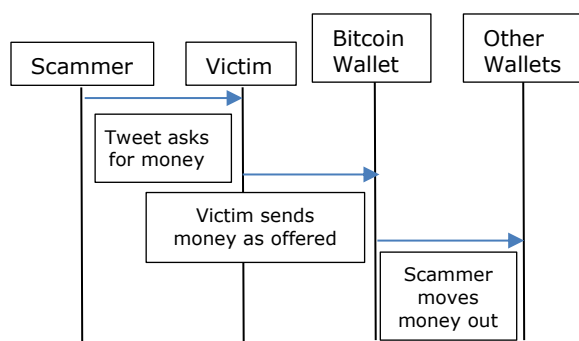 Scammer
Victim
Bitcoin
Wallet
Other
Wallets
Tweet asks
for money
Victim sends
money as offered
Scammer
moves
money out